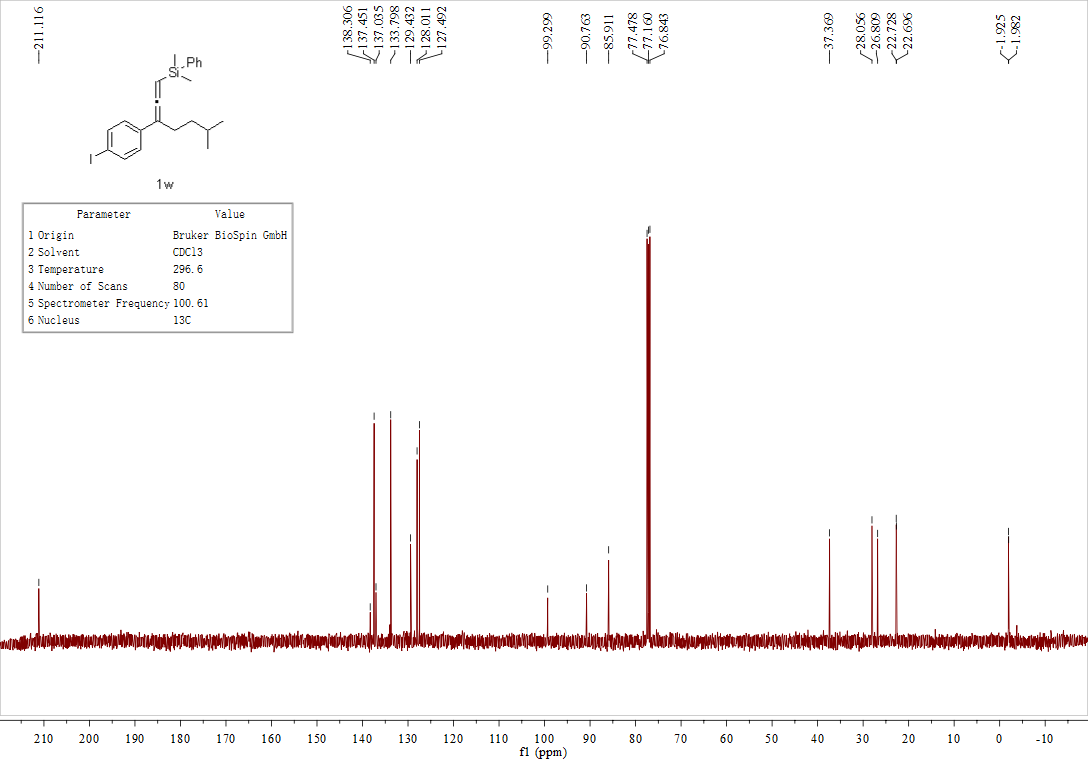 211.116
138.306
137.451
137.035
133.798
129.432
128.011
127.492
99.299
90.763
85.911
77.478
77.160
76.843
37.369
28.056
26.809
22.728
22.696
-1.925
-1.982
Si Ph
I
1w
Parameter Value
1 Origin Bruker BioSpin GmbH
2 Solvent CDCl3
3 Temperature 296.6
4 Number of Scans 80
5 Spectrometer Frequency 100.61
6 Nucleus 13C
210 200 190 180 170 160 150 140 130 120 110 100 90 80 70 60 50 40 30 20 10 0 -10
f1 (ppm)